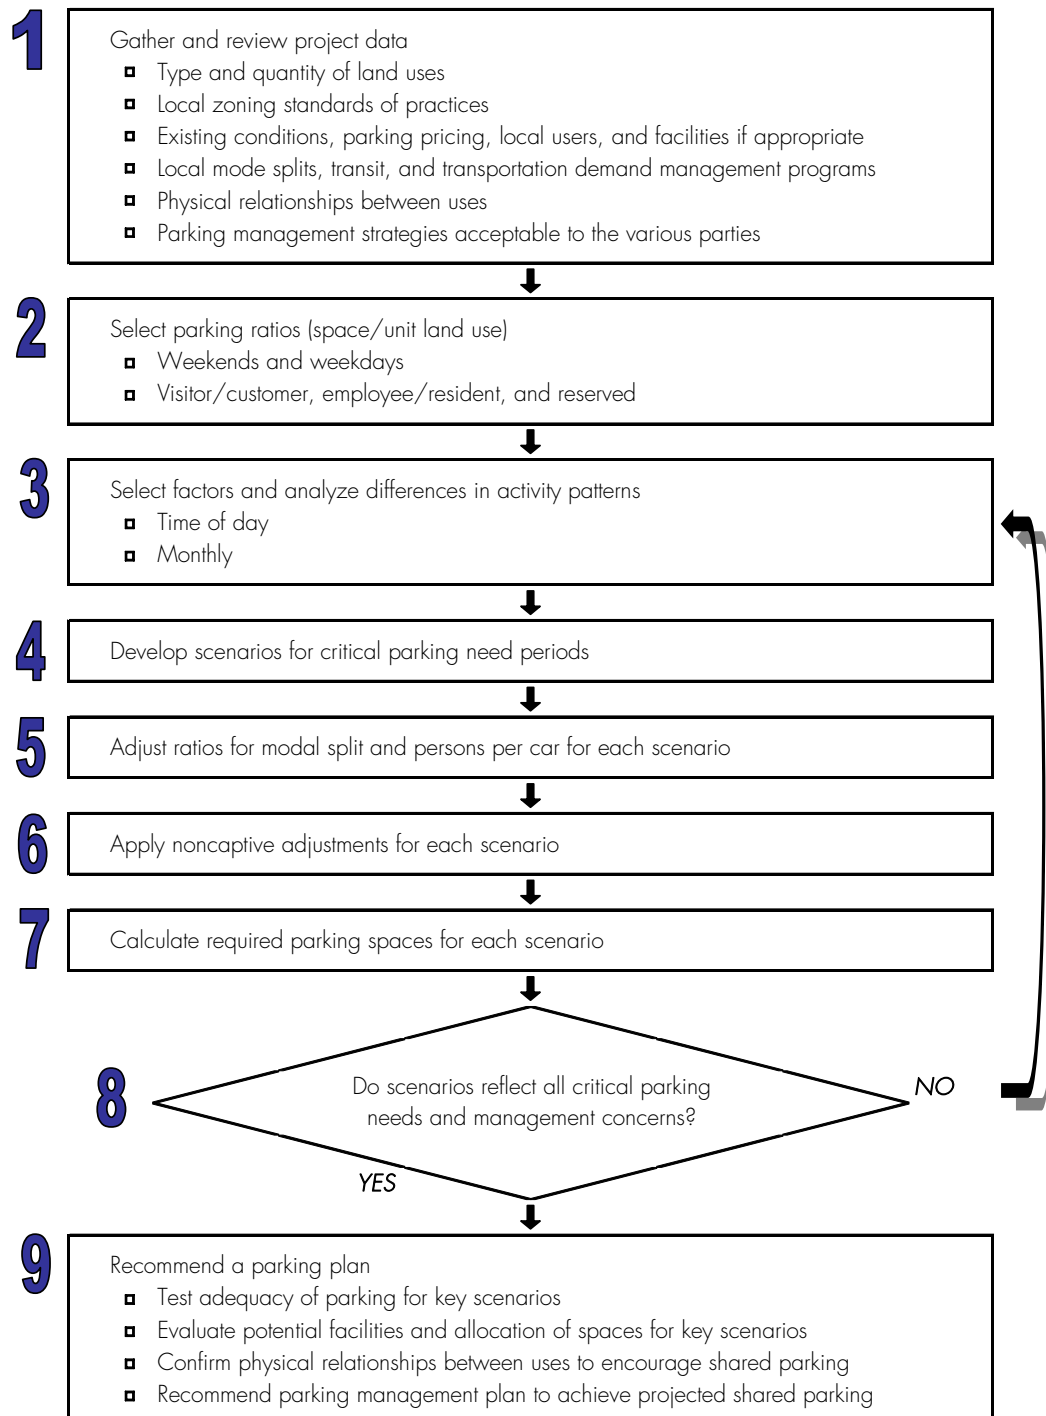 1
Gather and review project data
Type and quantity of land uses
Local zoning standards of practices
Existing conditions, parking pricing, local users, and facilities if appropriate
Local mode splits, transit, and transportation demand management programs
Physical relationships between uses
Parking management strategies acceptable to the various parties
2
Select parking ratios (space/unit land use)
Weekends and weekdays
Visitor/customer, employee/resident, and reserved
3
Select factors and analyze differences in activity patterns
Time of day
Monthly
4
Develop scenarios for critical parking need periods
5
Adjust ratios for modal split and persons per car for each scenario
6
Apply noncaptive adjustments for each scenario
7
Calculate required parking spaces for each scenario
8
Do scenarios reflect all critical parking
needs and management concerns?
NO
YES
9
Recommend a parking plan
Test adequacy of parking for key scenarios
Evaluate potential facilities and allocation of spaces for key scenarios
Confirm physical relationships between uses to encourage shared parking
Recommend parking management plan to achieve projected shared parking